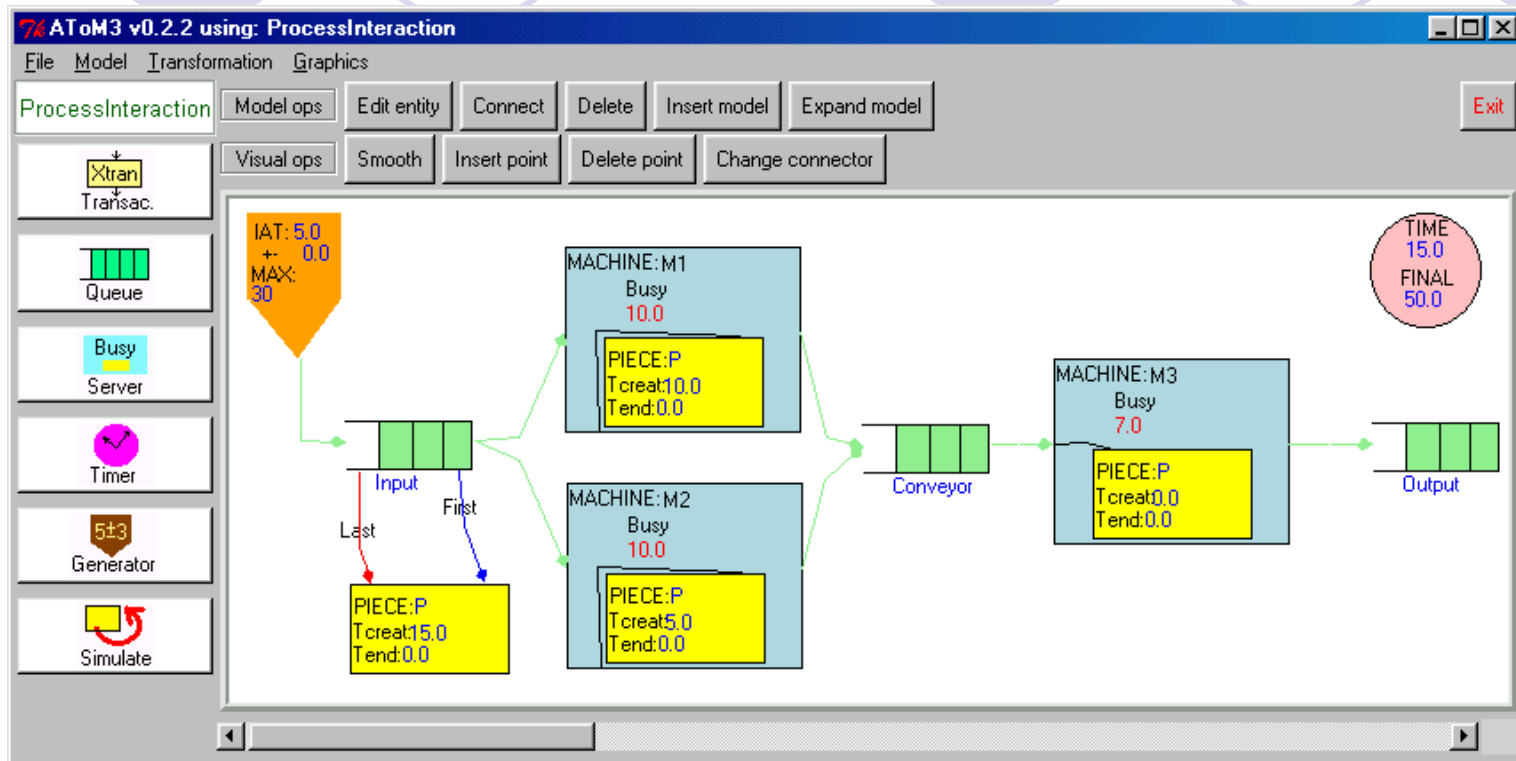 AToM3 v0.2.2 using: ProcessInteraction
File Model Transformation Graphics
ProcessInteraction
Model ops Edit entity Connect Delete Insert model Expand model Exit
Visual ops Smooth Insert point Delete point Change connector
Xtran
Transac.
Queue
Busy
Server
Timer
5±3
Generator
Simulate
IAT: 5.0
+- 0.0
MAX:
30
Input
Last
First
PIECE:P
Tcreat:15.0
Tend:0.0
MACHINE: M1
Busy
10.0
PIECE:P
Tcreat:10.0
Tend:0.0
MACHINE: M2
Busy
10.0
PIECE:P
Tcreat:5.0
Tend:0.0
Conveyor
MACHINE: M3
Busy
7.0
PIECE:P
Tcreat:0.0
Tend:0.0
Output
TIME
15.0
FINAL
50.0